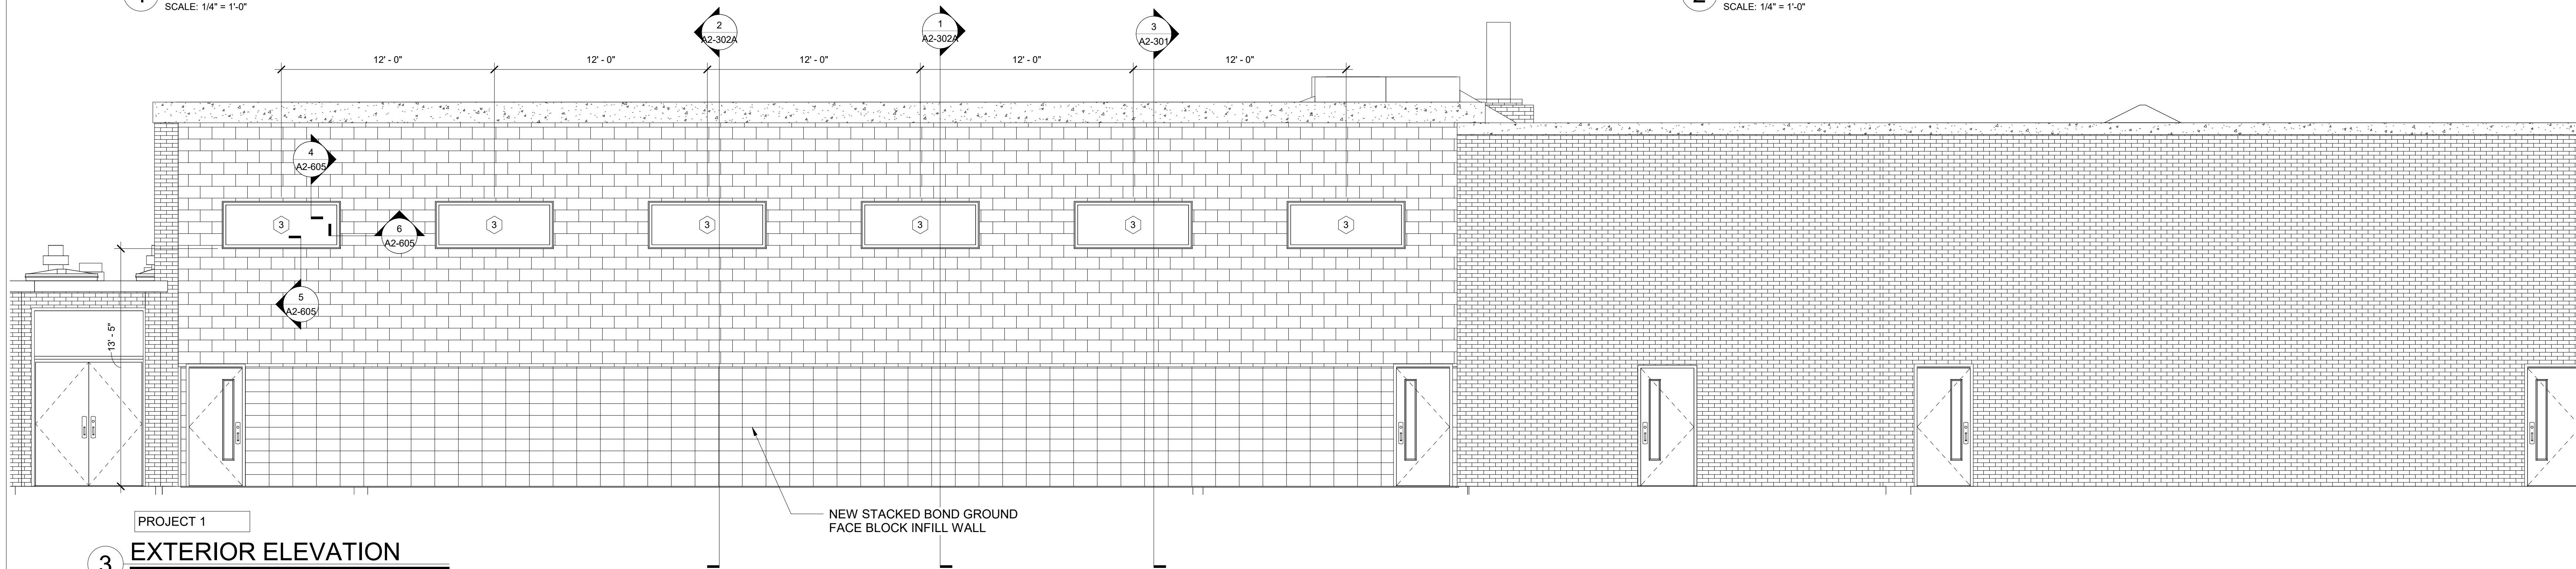 SCALE: 1/4" = 1'-0"
SCALE: 1/4" = 1'-0"
2
A2-302A
1
A2-302A
3
A2-301
12' - 0"
12' - 0"
12' - 0"
12' - 0"
12' - 0"
4
A2-605
3
3
3
3
3
3
6
A2-605
5
A2-605
13' - 5"
NEW STACKED BOND GROUND
FACE BLOCK INFILL WALL
PROJECT 1
3
EXTERIOR ELEVATION